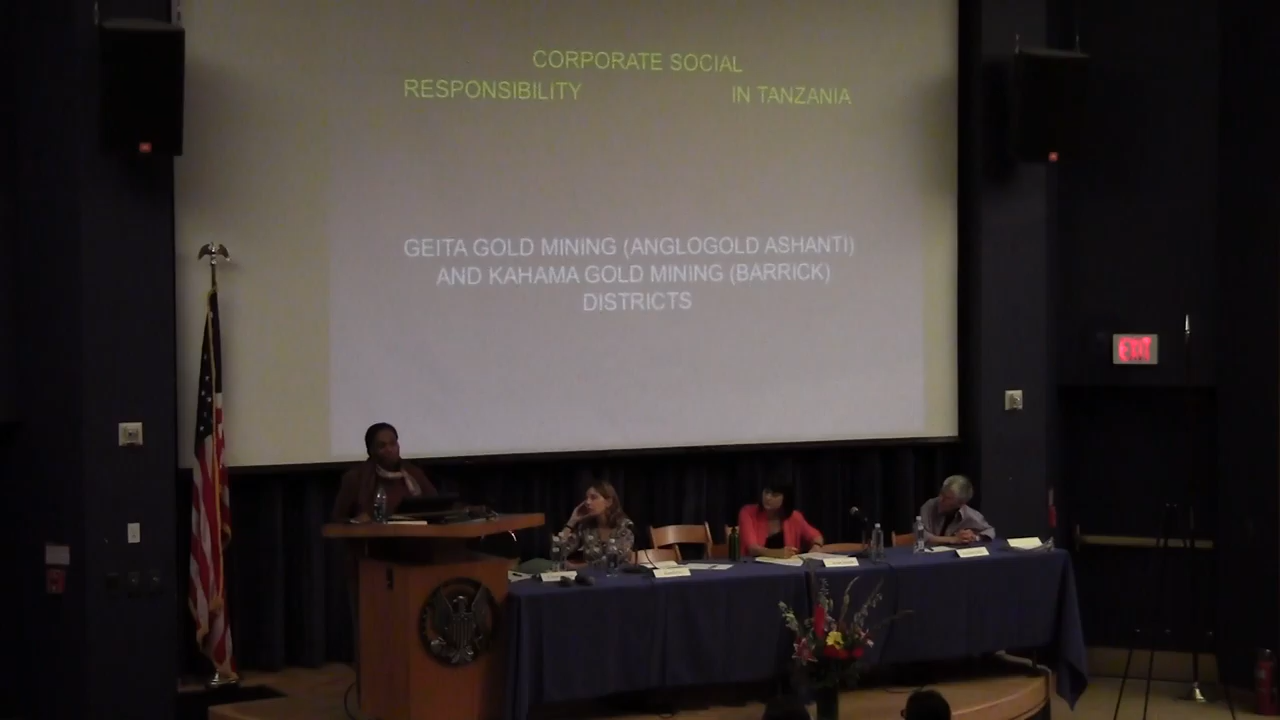 CORPORATE SOCIAL
RESPONSIBILITY IN TANZANIA
GEITA GOLD MINING (ANGLOGOLD ASHANTI)
AND KAHAMA GOLD MINING (BARRICK)
DISTRICTS
EXIT